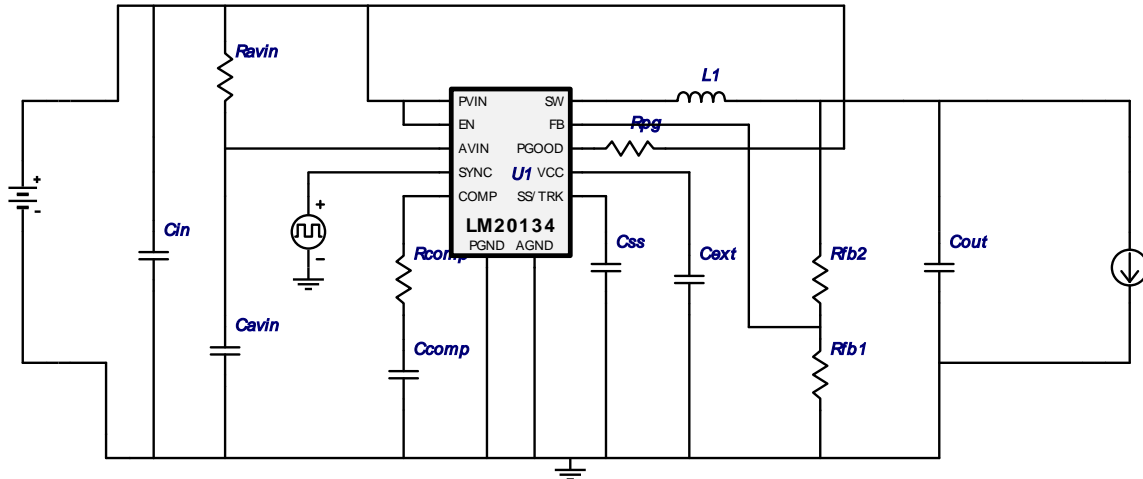 Ravin
L1
PVIN
SW
EN
FB
Rpg
AVIN
PGOOD
SYNC
U1
VCC
COMP
SS/TRK
LM20134
PGND
AGND
+
-
+
-
Cin
Rcomp
Css
Cext
Rfb2
Cout
Cavin
Ccomp
Rfb1